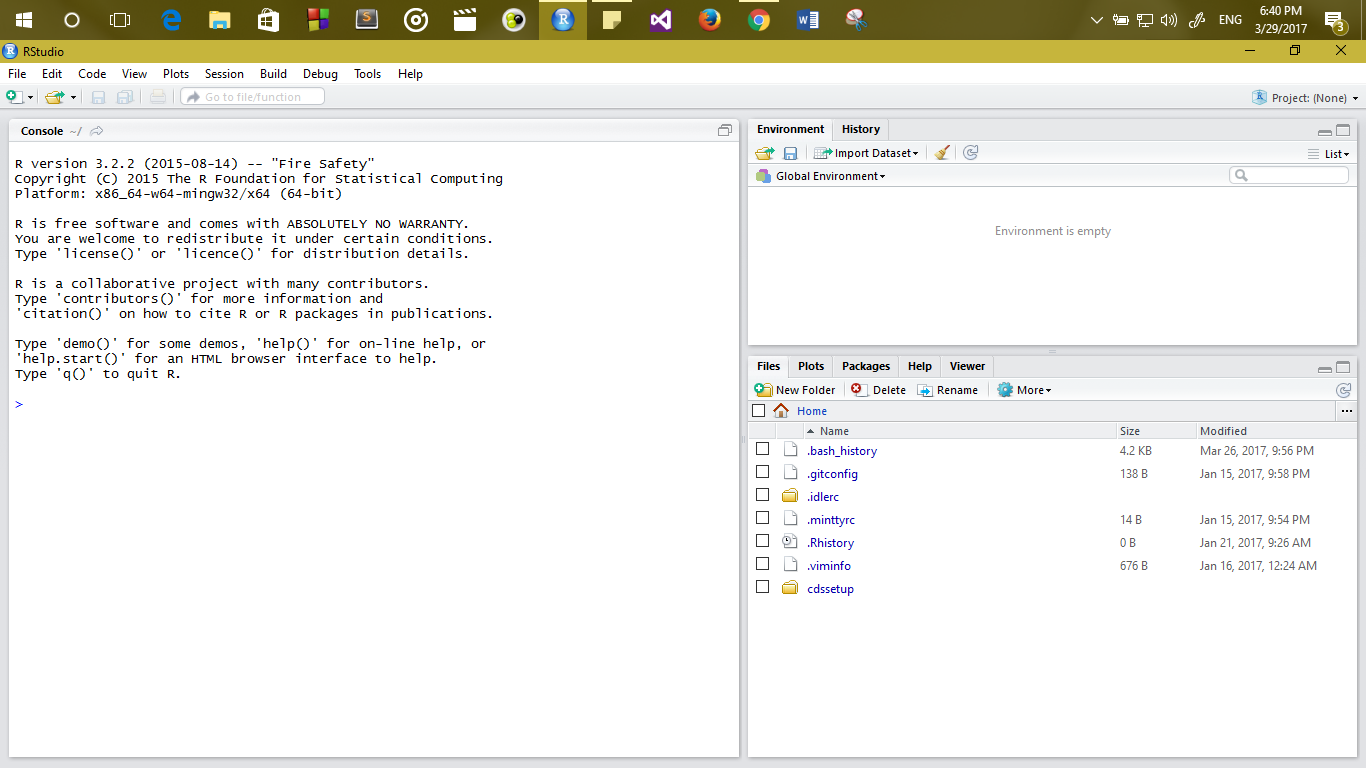 ENG
6:40 PM
3/29/2017
3
RStudio
File Edit Code View Plots Session Build Debug Tools Help
Go to file/function
Project: (None)
Console ~/
R version 3.2.2 (2015-08-14) -- "Fire Safety"
Copyright (C) 2015 The R Foundation for Statistical Computing
Platform: x86_64-w64-mingw32/x64 (64-bit)
R is free software and comes with ABSOLUTELY NO WARRANTY.
You are welcome to redistribute it under certain conditions.
Type 'license()' or 'licence()' for distribution details.
R is a collaborative project with many contributors.
Type 'contributors()' for more information and
'citation()' on how to cite R or R packages in publications.
Type 'demo()' for some demos, 'help()' for on-line help, or
'help.start()' for an HTML browser interface to help.
Type 'q()' to quit R.
>
Environment History
Import Dataset
List
Global Environment
Environment is empty
Files Plots Packages Help Viewer
New Folder Delete Rename More
Home ...
Name Size Modified
.bash_history 4.2 KB Mar 26, 2017, 9:56 PM
.gitconfig 138 B Jan 15, 2017, 9:58 PM
.idlerc
.minttyrc 14 B Jan 15, 2017, 9:54 PM
.Rhistory 0 B Jan 21, 2017, 9:26 AM
.viminfo 676 B Jan 16, 2017, 12:24 AM
cdssetup